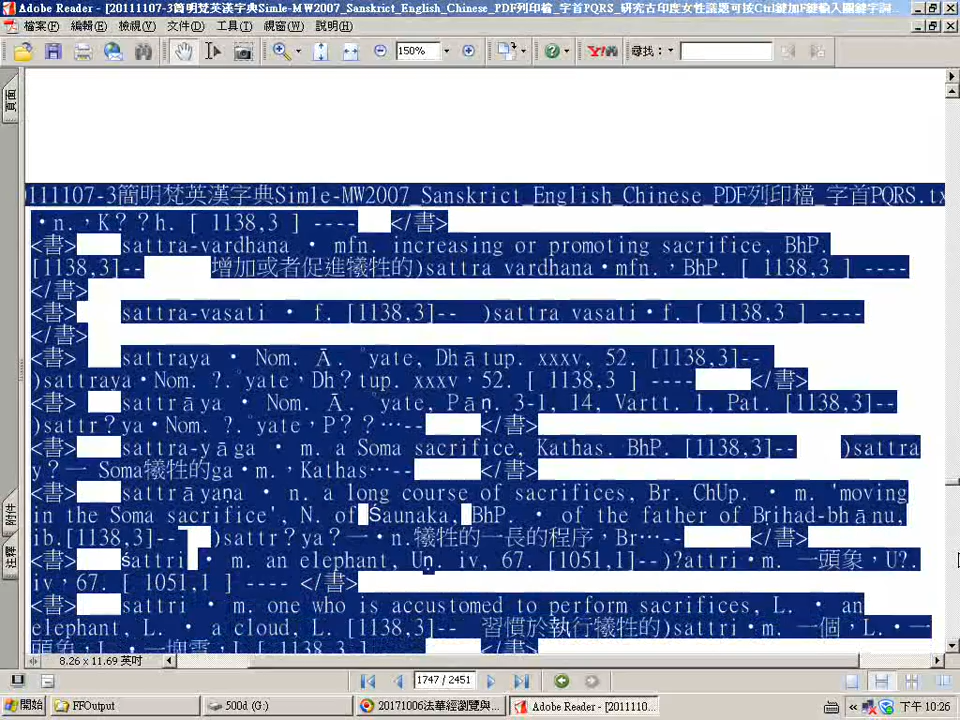 Adobe Reader - [20111107-3簡明梵英漢字典Simle-MW2007_Sanskrict_English_Chinese_PDF列印檔_字首PQRS_研究古印度女性議題可按Ctrl鍵加F鍵輸入關鍵字詞
檔案(F) 編輯(E) 檢視(V) 文件(D) 工具(T) 視窗(W) 說明(H)
150% Y! 尋找:
頁面
111107-3簡明梵英漢字典Simle-MW2007_Sanskrict_English_Chinese_PDF列印檔_字首PQRS.tx
•n.,K??h. [ 1138,3 ] ---- </書>
<書> sattra-vardhana • mfn. increasing or promoting sacrifice, BhP.
[1138,3]-- 增加或者促進犧牲的)sattra vardhana•mfn.,BhP. [ 1138,3 ] ----
</書>
<書> sattra-vasati • f. [1138,3]-- )sattra vasati•f. [ 1138,3 ] ----
</書>
<書> sattraya • Nom. Ā. °yate, Dhātup. xxxv, 52. [1138,3]--
)sattraya•Nom. ?. °yate,Dh?tup. xxxv,52. [ 1138,3 ] ---- </書>
<書> sattrāya • Nom. Ā. °yate, Pāṇ. 3-1, 14, Vartt. 1, Pat. [1138,3]--
)sattr?ya•Nom. ?. °yate,P??…-- </書>
<書> sattra-yāga • m. a Soma sacrifice, Kathas. BhP. [1138,3]-- )sattra
y?一 Soma犧牲的ga•m.,Kathas…-- </書>
<書> sattrāyaṇa • n. a long course of sacrifices, Br. ChUp. • m. 'moving
in the Soma sacrifice', N. of Śaunaka, BhP. • of the father of Bṛihad-bhānu,
ib.[1138,3]-- )sattr?ya?一•n.犧牲的一長的程序,Br…-- </書>
<書> śattri • m. an elephant, Uṇ. iv, 67. [1051,1]--)?attri•m. 一頭象,U?.
iv,67. [ 1051,1 ] ---- </書>
<書> sattri • m. one who is accustomed to perform sacrifices, L. • an
elephant, L. • a cloud, L. [1138,3]-- 習慣於執行犧牲的)sattri•m. 一個,L.•一
頭象,L.•一塊雲,L.[ 1138,3 ] ---- </書>
附件
注釋
8.26 x 11.69 英吋
1747 / 2451
開始 FFOutput 500d (G:) 20171006法華經瀏覽與... Adobe Reader - [201110... 下午 10:26